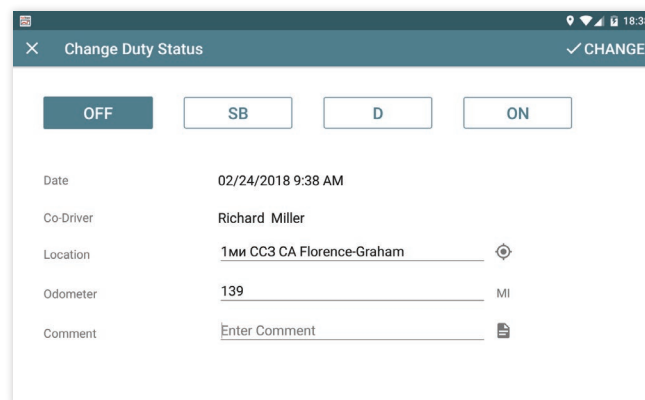 18:38
Change Duty Status
CHANGE
OFF SB D ON
Date 02/24/2018 9:38 AM
Co-Driver Richard Miller
Location 1ми ССЗ CA Florence-Graham
Odometer 139 MI
Comment Enter Comment